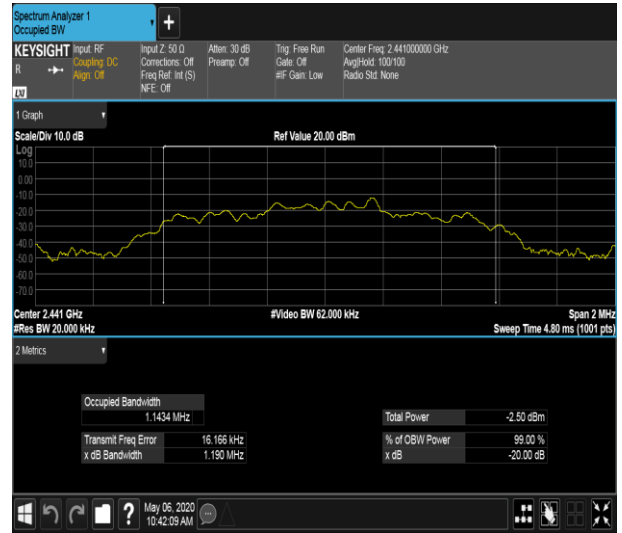 Spectrum Analyzer 1
Occupied BW
KEYSIGHT
R
LXI
Input: RF
Coupling: DC
Align: Off
Input Z: 50 Ω
Corrections: Off
Freq Ref: Int (S)
NFE: Off
Atten: 30 dB
Preamp: Off
Trig: Free Run
Gate: Off
#IF Gain: Low
Center Freq: 2.441000000 GHz
Avg|Hold: 100/100
Radio Std: None
1 Graph
Scale/Div 10.0 dB
Ref Value 20.00 dBm
Log
10.0
0.00
-10.0
-20.0
-30.0
-40.0
-50.0
-60.0
-70.0
Center 2.441 GHz
#Video BW 62.000 kHz
Span 2 MHz
#Res BW 20.000 kHz
Sweep Time 4.80 ms (1001 pts)
2 Metrics
Occupied Bandwidth
1.1434 MHz
Total Power -2.50 dBm
Transmit Freq Error 16.166 kHz
% of OBW Power 99.00 %
x dB Bandwidth 1.190 MHz
x dB -20.00 dB
?
May 06, 2020
10:42:09 AM